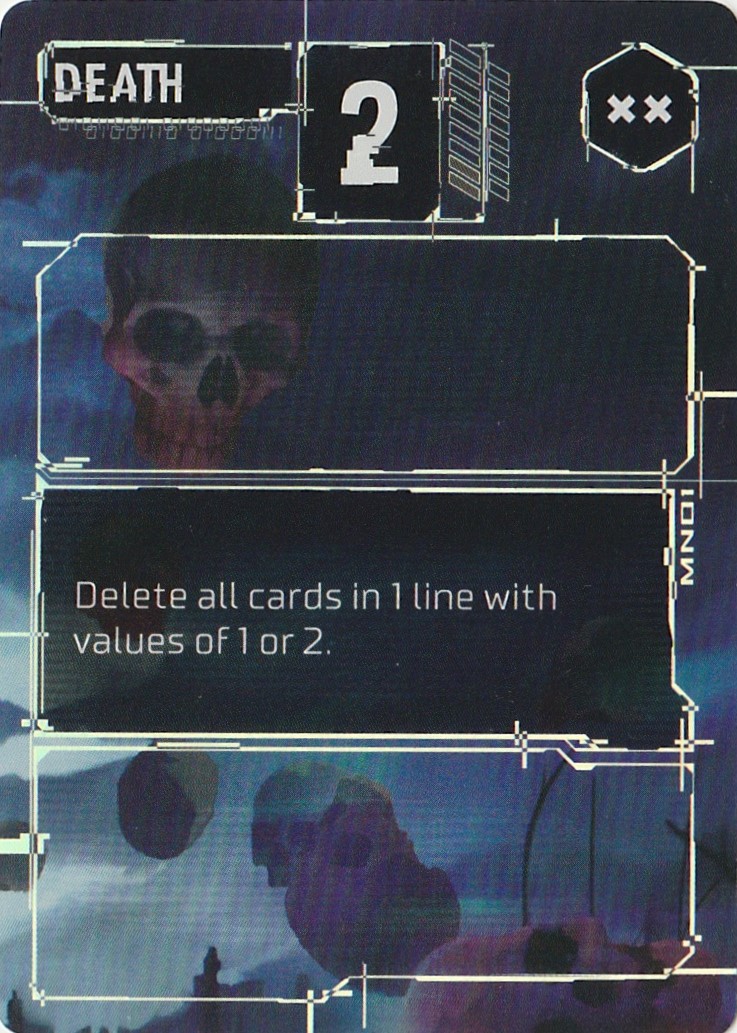 DEATH
2
Delete all cards in 1 line with
values of 1 or 2.
MN01